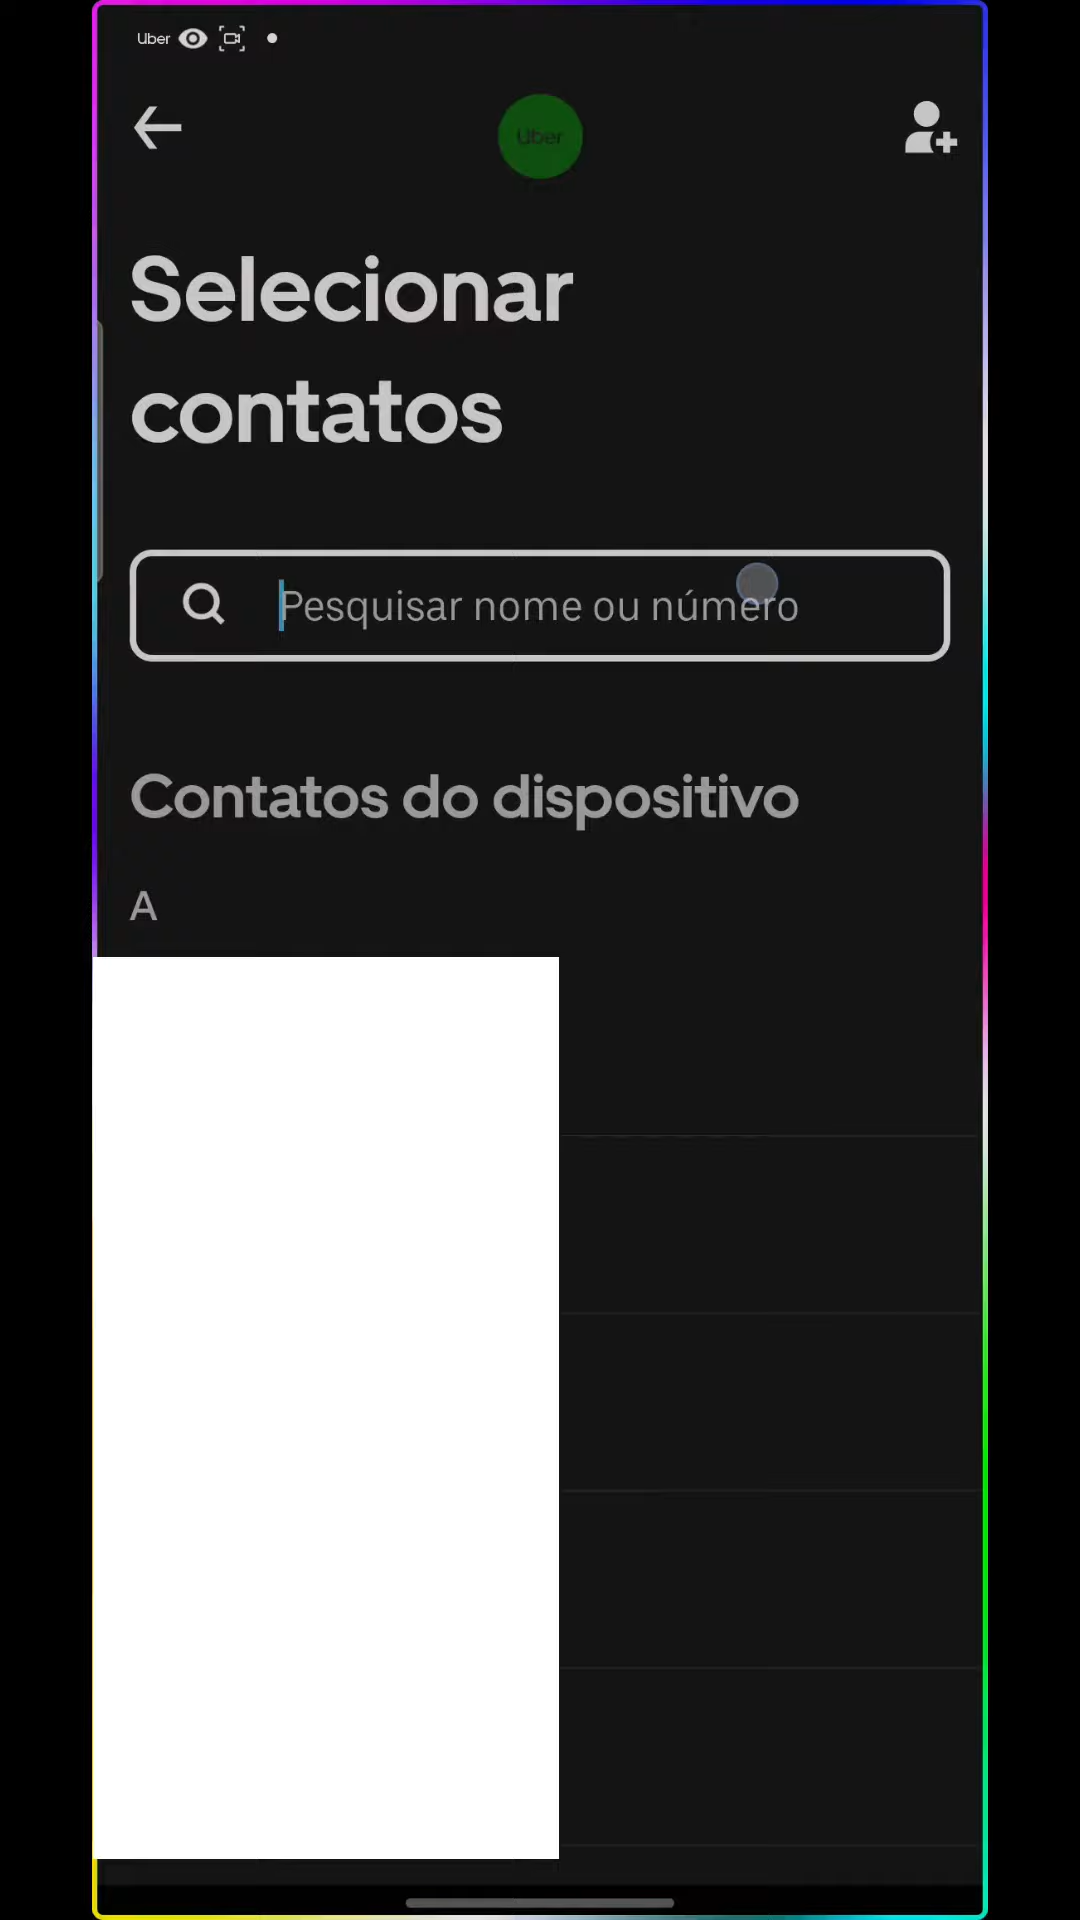 Uber
Uber
Selecionar
contatos
Pesquisar nome ou número
Contatos do dispositivo
A